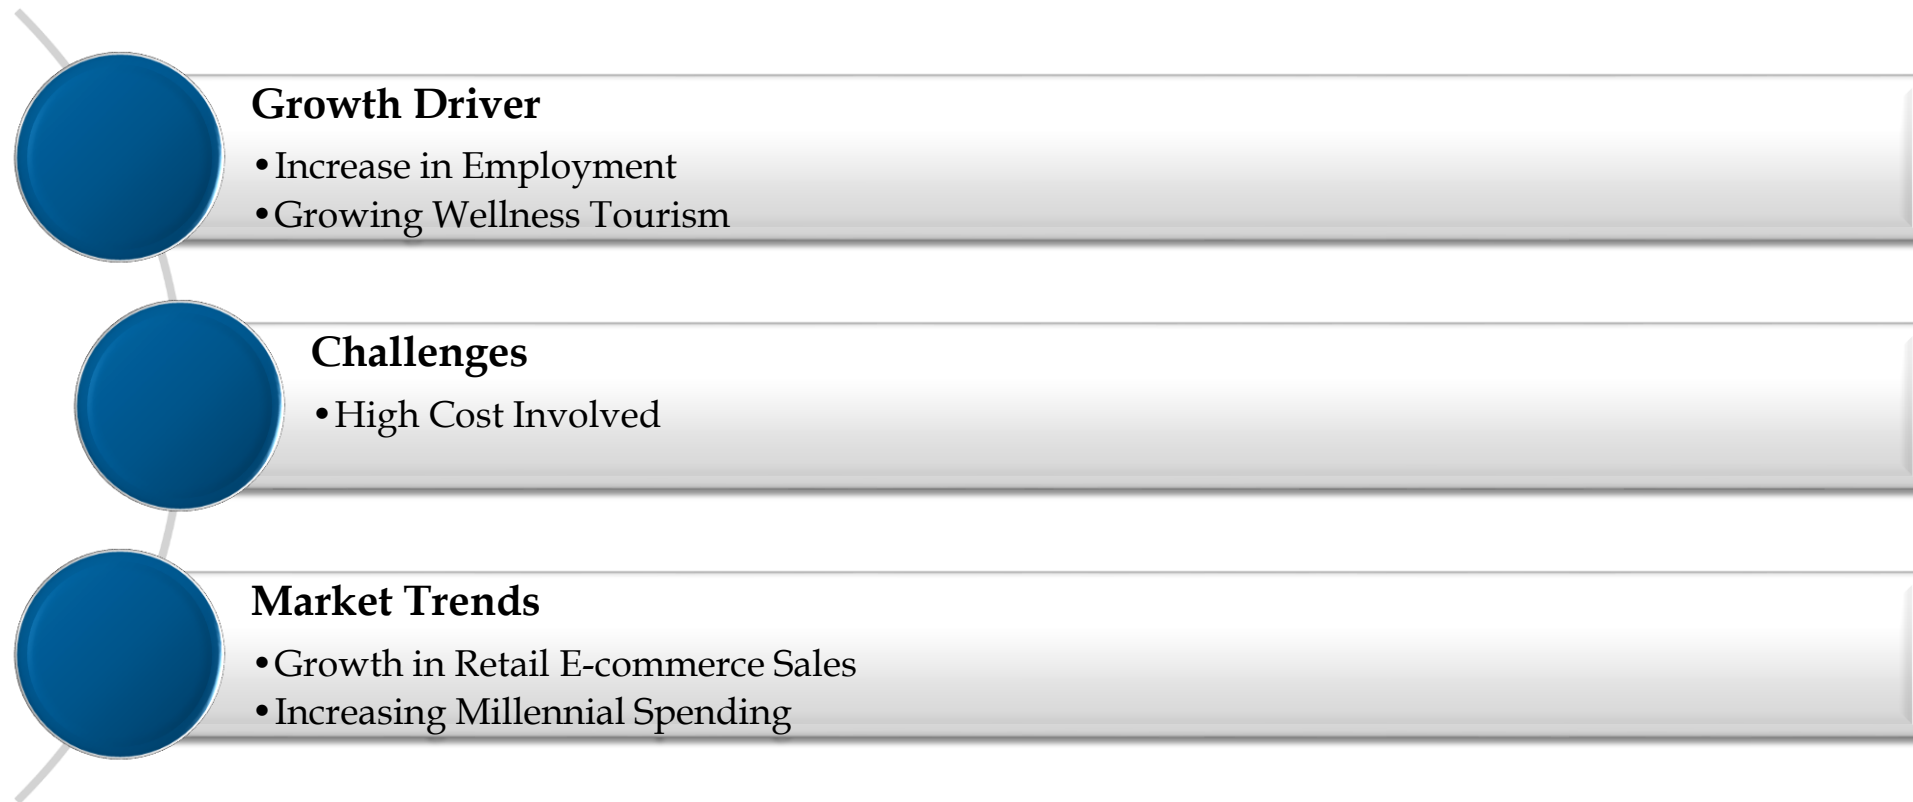 Growth Driver
•Increase in Employment
•Growing Wellness Tourism
Challenges
•High Cost Involved
Market Trends
•Growth in Retail E-commerce Sales
•Increasing Millennial Spending